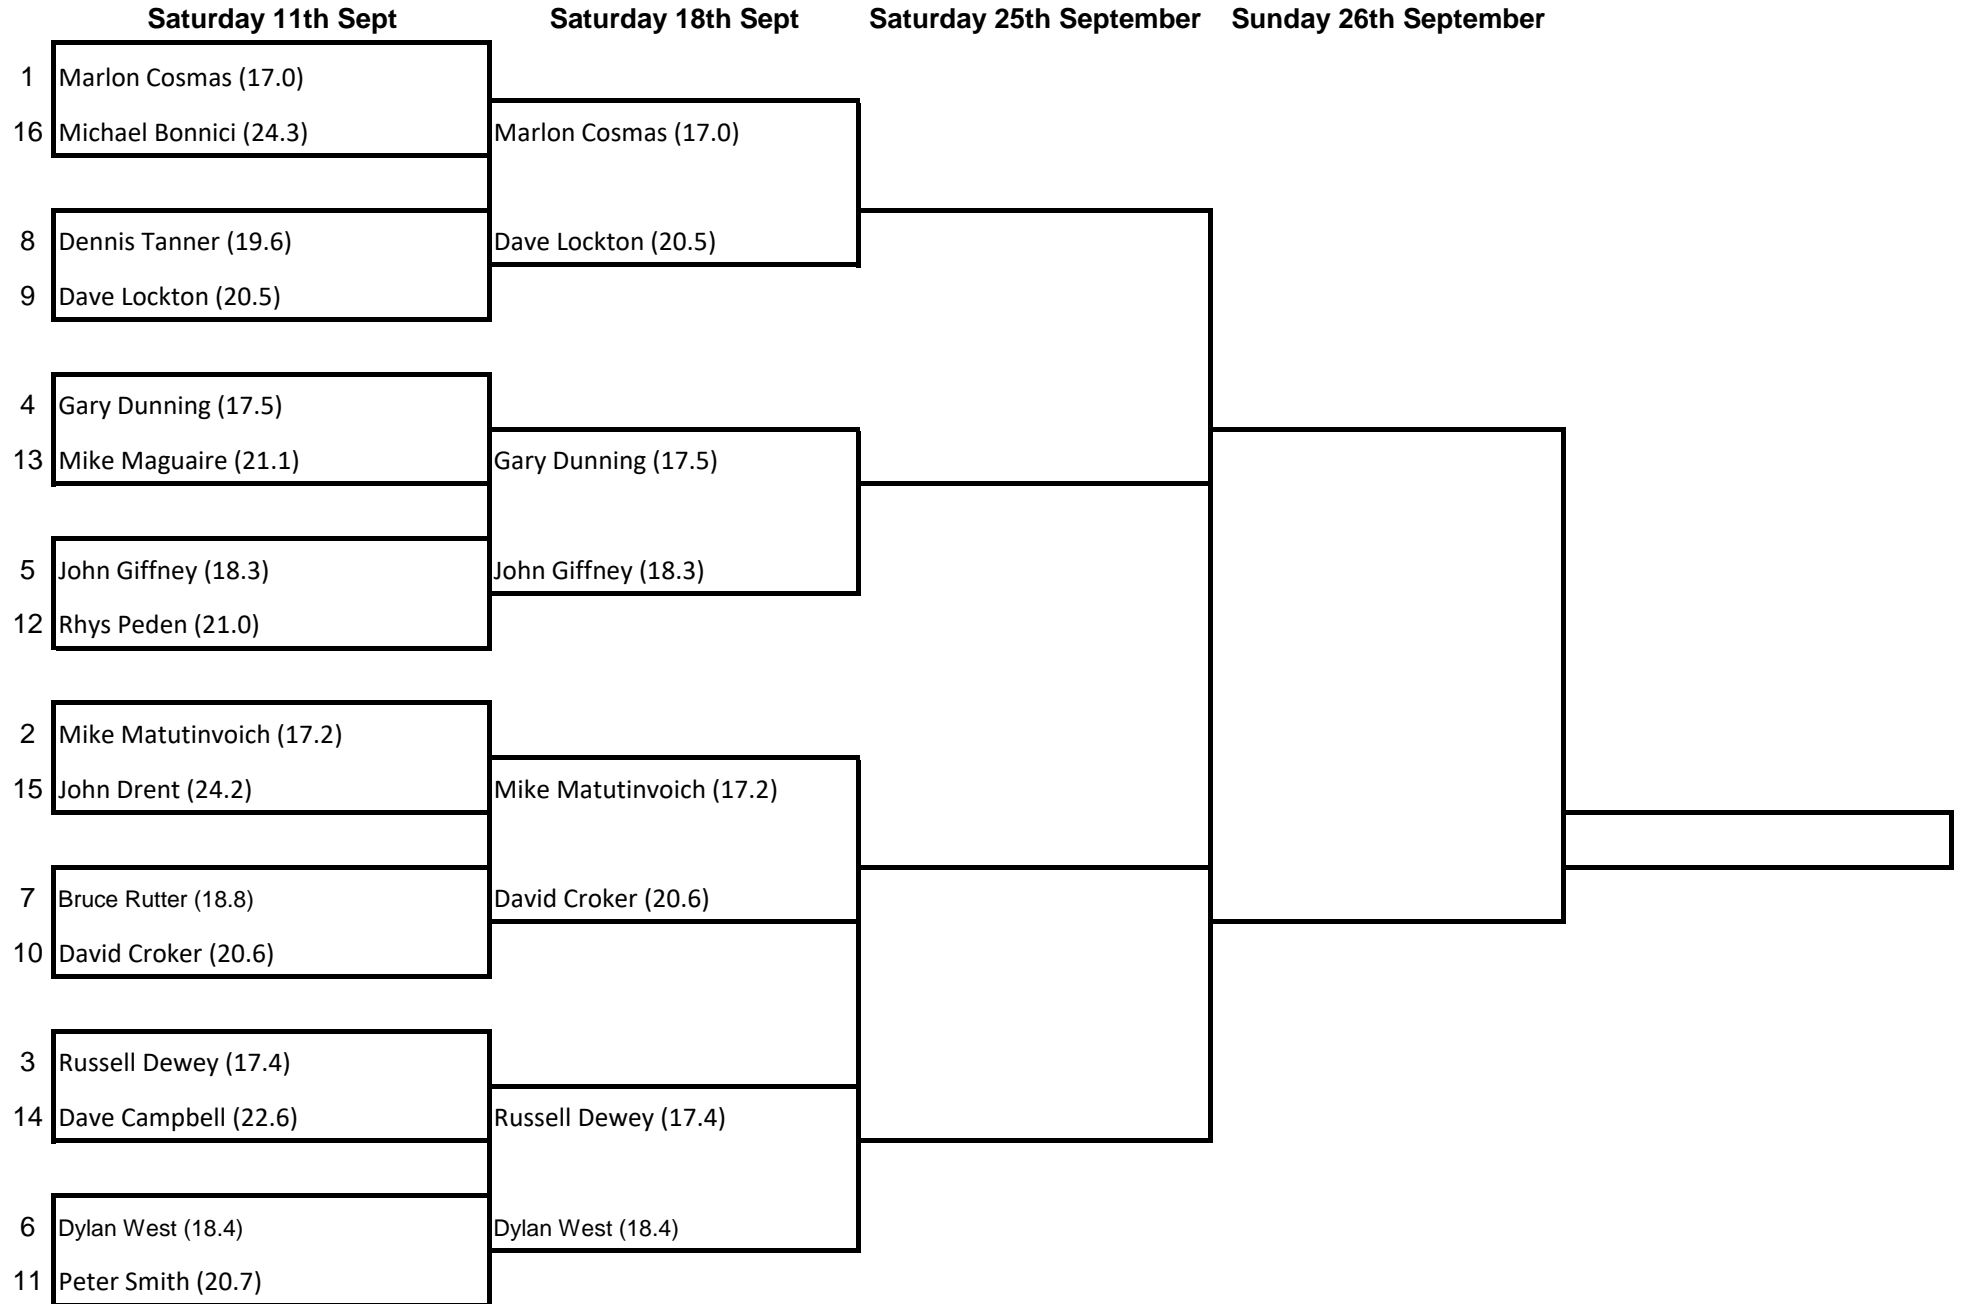 Saturday 11th Sept Saturday 18th Sept Saturday 25th September Sunday 26th September
1 Marlon Cosmas (17.0)
16 Michael Bonnici (24.3) Marlon Cosmas (17.0)
8 Dennis Tanner (19.6) Dave Lockton (20.5)
9 Dave Lockton (20.5)
4 Gary Dunning (17.5)
13 Mike Maguaire (21.1) Gary Dunning (17.5)
5 John Giffney (18.3) John Giffney (18.3)
12 Rhys Peden (21.0)
2 Mike Matutinvoich (17.2)
15 John Drent (24.2) Mike Matutinvoich (17.2)
7 Bruce Rutter (18.8) David Croker (20.6)
10 David Croker (20.6)
3 Russell Dewey (17.4)
14 Dave Campbell (22.6) Russell Dewey (17.4)
6 Dylan West (18.4) Dylan West (18.4)
11 Peter Smith (20.7)